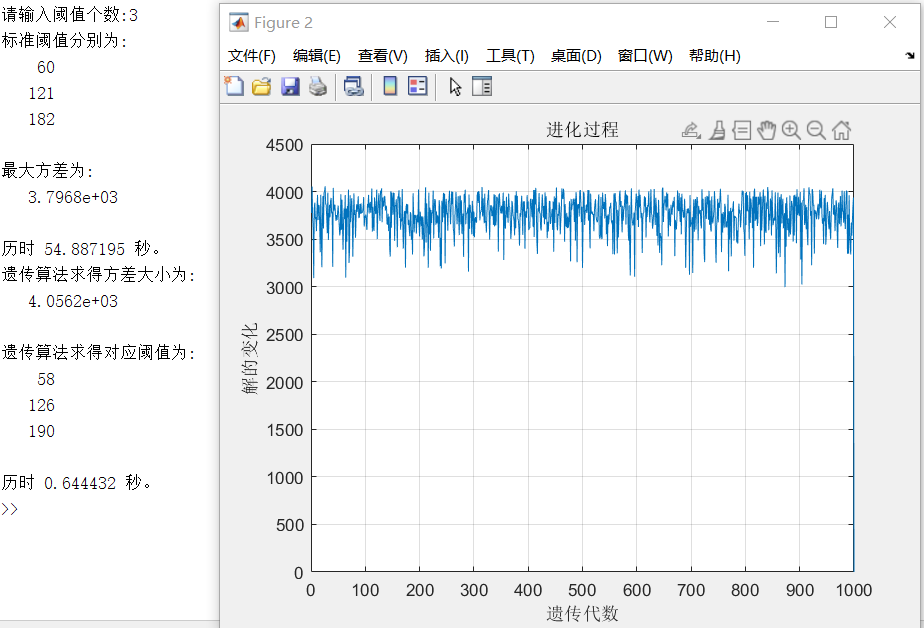 请输入阈值个数:3
标准阈值分别为:
60
121
182
最大方差为:
3.7968e+03
历时 54.887195 秒。
遗传算法求得方差大小为:
4.0562e+03
遗传算法求得对应阈值为:
58
126
190
历时 0.644432 秒。
>>
Figure 2
文件(F) 编辑(E) 查看(V) 插入(I) 工具(T) 桌面(D) 窗口(W) 帮助(H)
进化过程
4500
4000
3500
3000
2500
2000
1500
1000
500
0
解的变化
0 100 200 300 400 500 600 700 800 900 1000
遗传代数